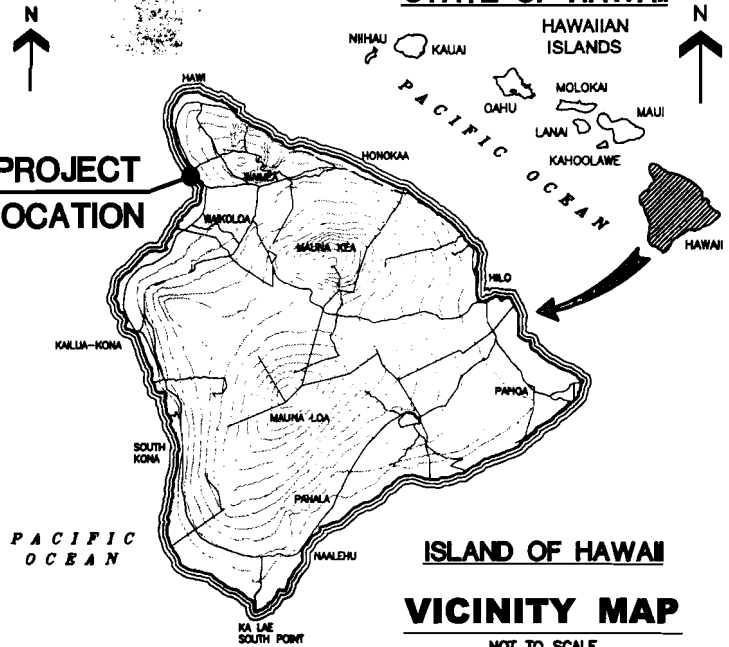 STATE OF HAWAII
N
N
HAWAIIAN
ISLANDS
NIIHAU
KAUAI
OAHU
MOLOKAI
MAUI
LANAI
KAHOOLAWE
PACIFIC OCEAN
HAWAII
HAWI
HONOKAA
PROJECT
LOCATION
WAIMEA
WAIKOLOA
MAUNA KEA
HILO
KAILUA-KONA
PAHOA
MAUNA LOA
SOUTH
KONA
PAHALA
PACIFIC
OCEAN
NAALEHU
KA LAE
SOUTH POINT
ISLAND OF HAWAII
VICINITY MAP
NOT TO SCALE